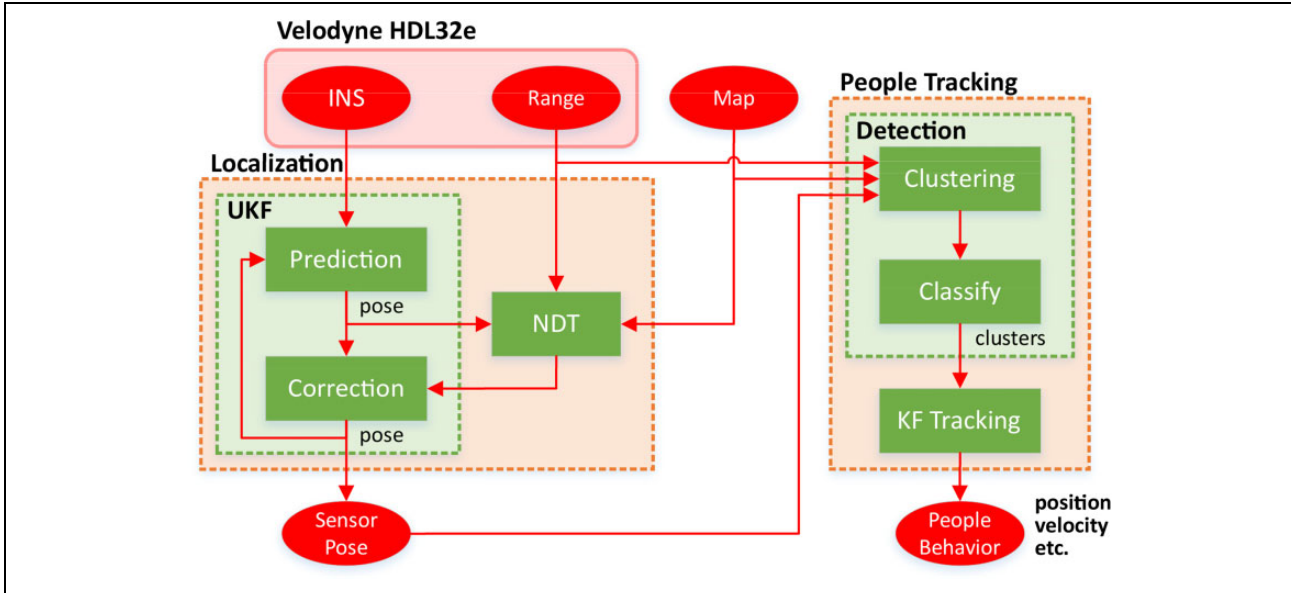 Velodyne HDL32e
INS
Range
Map
People Tracking
Detection
Clustering
Localization
UKF
Prediction
Classify
pose
NDT
clusters
Correction
KF Tracking
pose
Sensor
Pose
People
Behavior
position
velocity
etc.